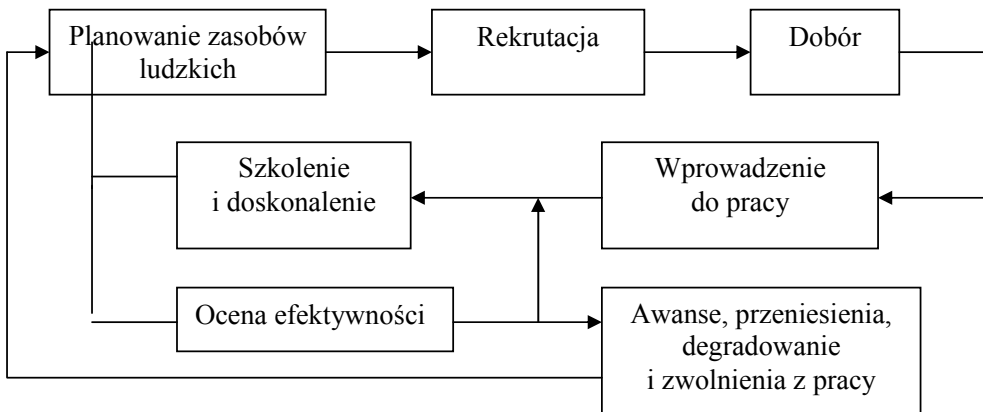 Planowanie zasobów
ludzkich
Rekrutacja
Dobór
Szkolenie
i doskonalenie
Wprowadzenie
do pracy
Ocena efektywności
Awanse, przeniesienia,
degradowanie
i zwolnienia z pracy